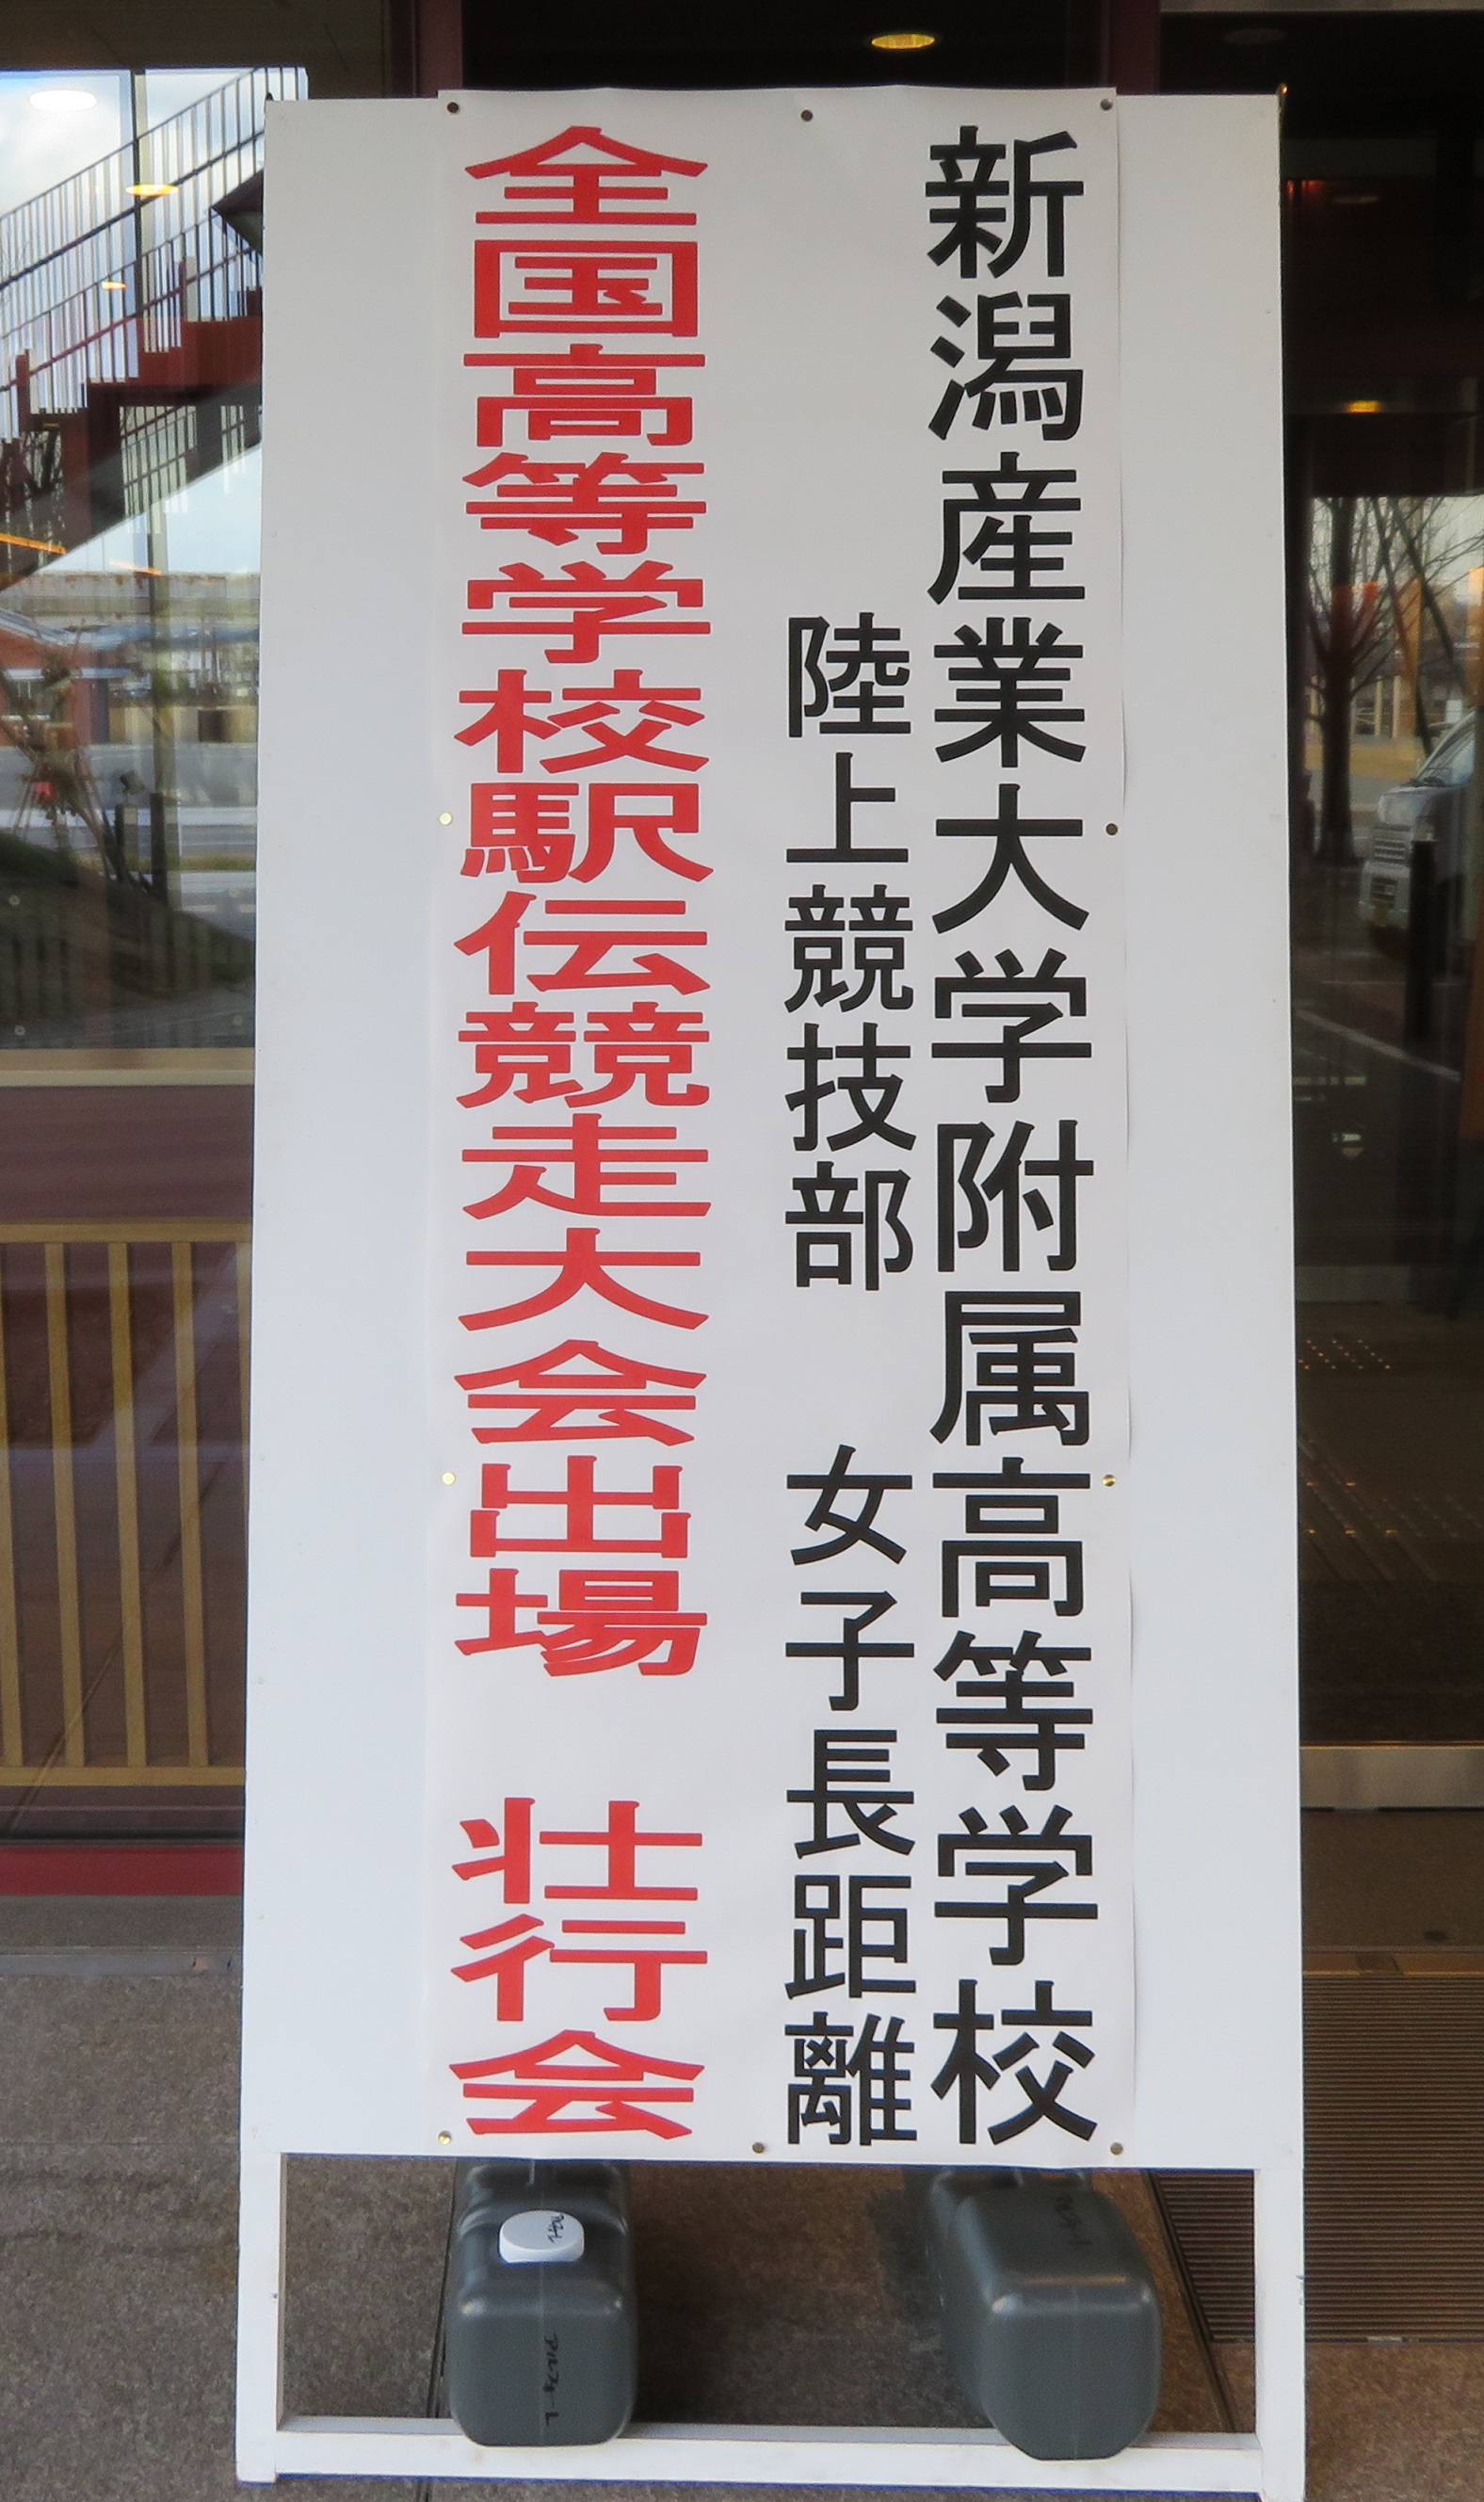 新潟産業大学附属高等学校
陸上競技部 女子長距離
全国高等学校駅伝競走大会出場 壮行会